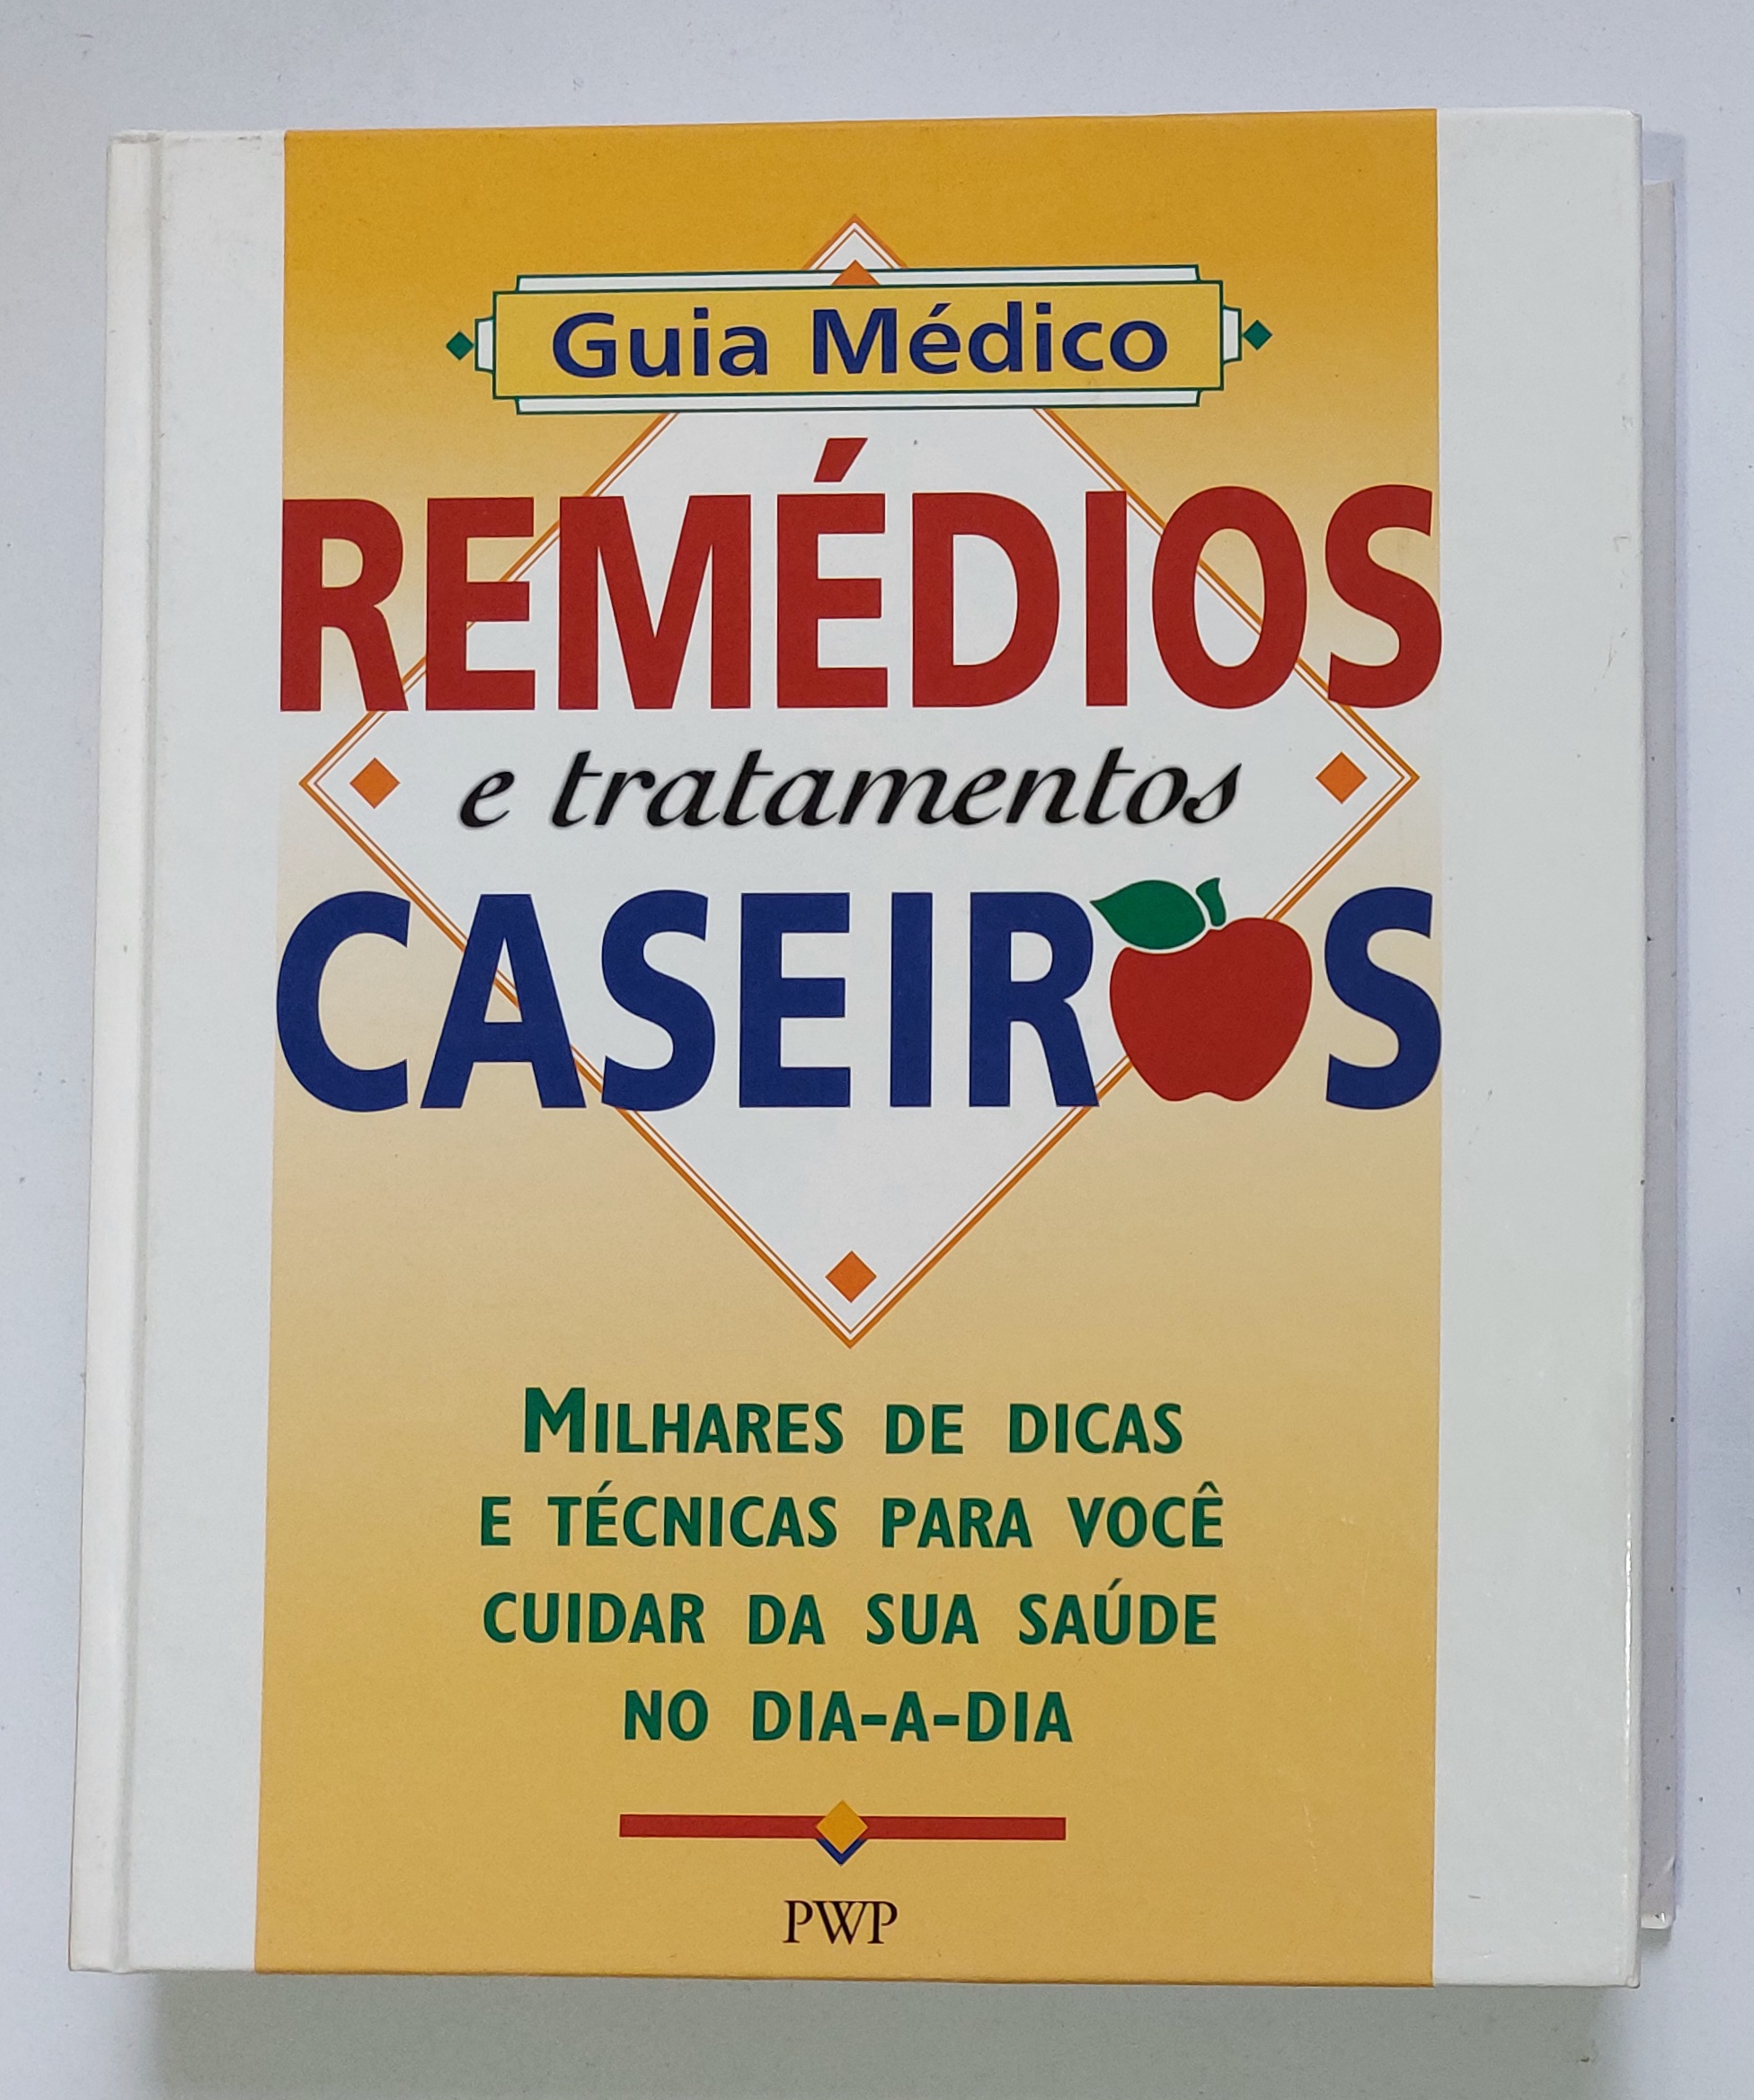 Guia Médico
REMÉDIOS
e tratamentos
CASEIROS
MILHARES DE DICAS
E TÉCNICAS PARA VOCÊ
CUIDAR DA SUA SAÚDE
NO DIA-A-DIA
PWP